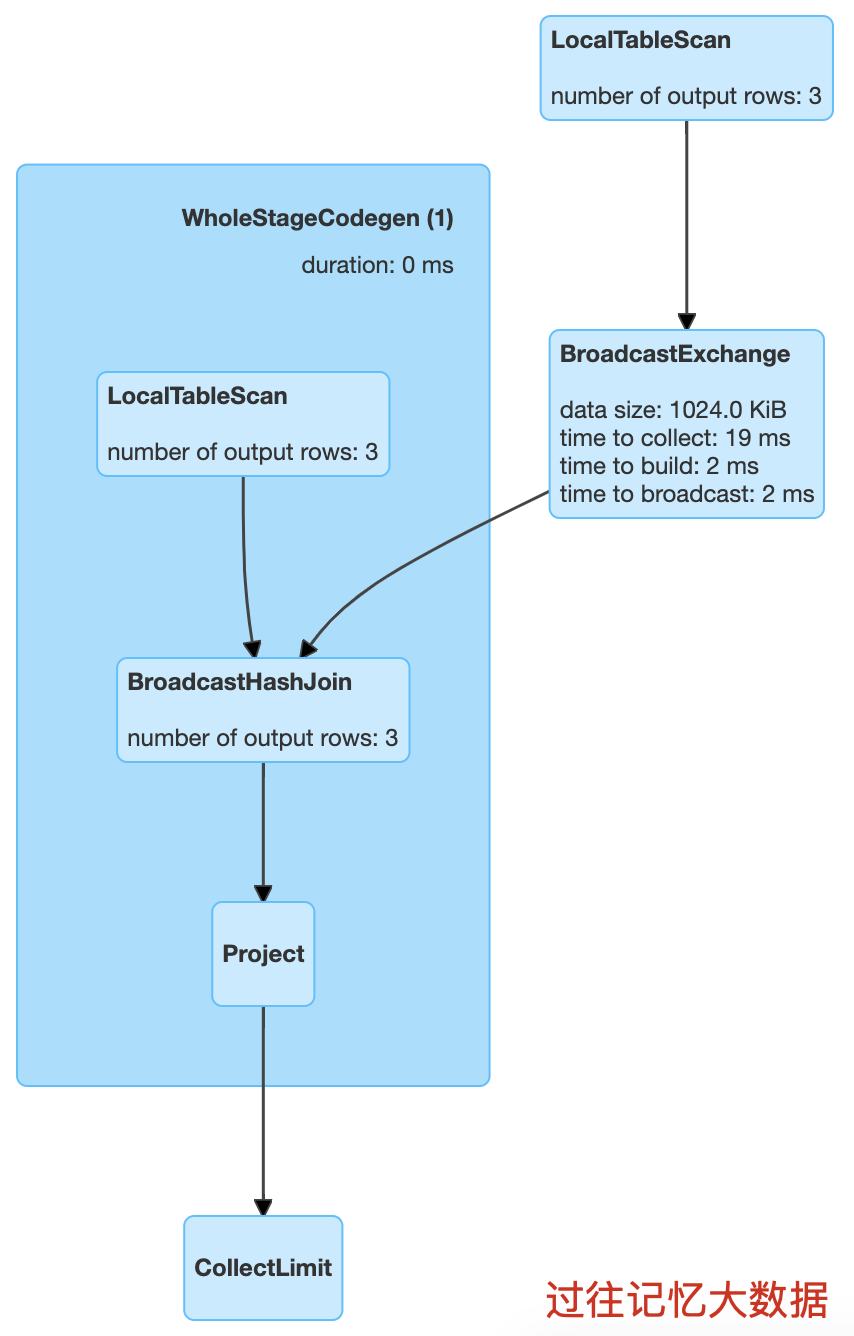 LocalTableScan
number of output rows: 3
WholeStageCodegen (1)
duration: 0 ms
BroadcastExchange
data size: 1024.0 KiB
time to collect: 19 ms
time to build: 2 ms
time to broadcast: 2 ms
LocalTableScan
number of output rows: 3
BroadcastHashJoin
number of output rows: 3
Project
CollectLimit
过往记忆大数据